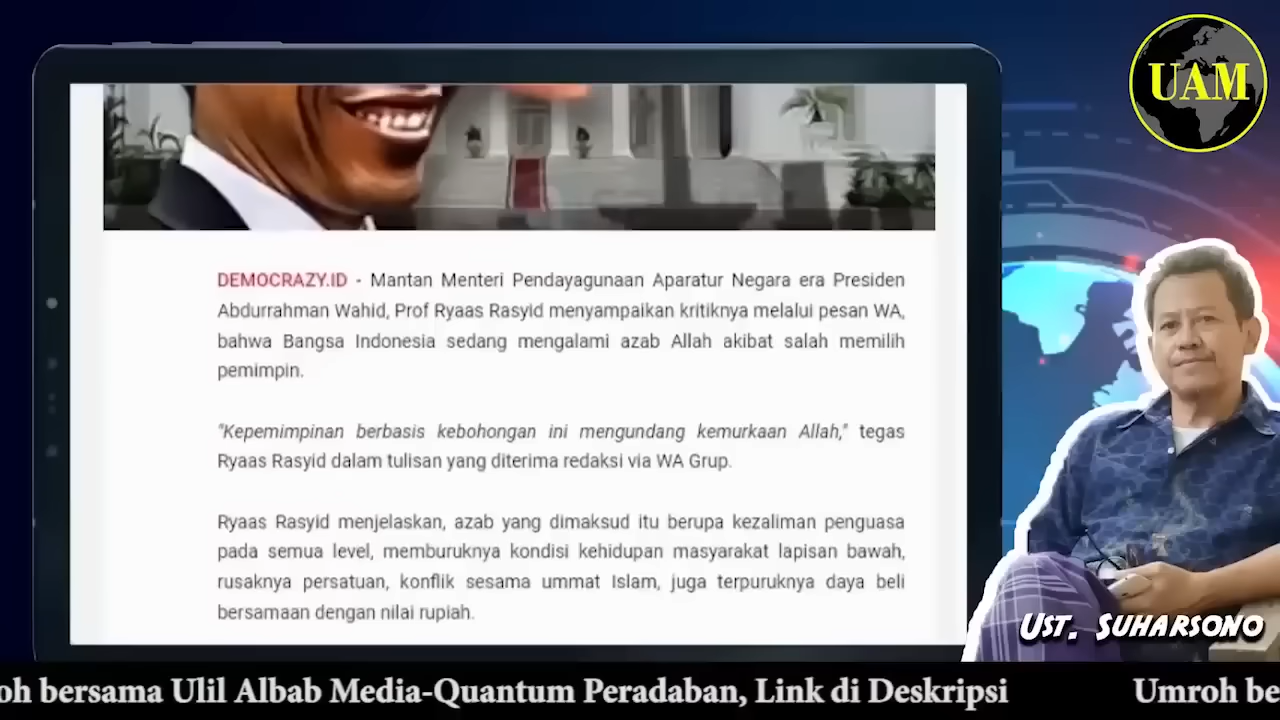 UAM
DEMOCRAZY.ID - Mantan Menteri Pendayagunaan Aparatur Negara era Presiden
Abdurrahman Wahid, Prof Ryaas Rasyid menyampaikan kritiknya melalui pesan WA,
bahwa Bangsa Indonesia sedang mengalami azab Allah akibat salah memilih
pemimpin.
"Kepemimpinan berbasis kebohongan ini mengundang kemurkaan Allah," tegas
Ryaas Rasyid dalam tulisan yang diterima redaksi via WA Grup.
Ryaas Rasyid menjelaskan, azab yang dimaksud itu berupa kezaliman penguasa
pada semua level, memburuknya kondisi kehidupan masyarakat lapisan bawah,
rusaknya persatuan, konflik sesama ummat Islam, juga terpuruknya daya beli
bersamaan dengan nilai rupiah.
UST. SUHARSONO
oh bersama Ulil Albab Media-Quantum Peradaban, Link di Deskripsi Umroh be